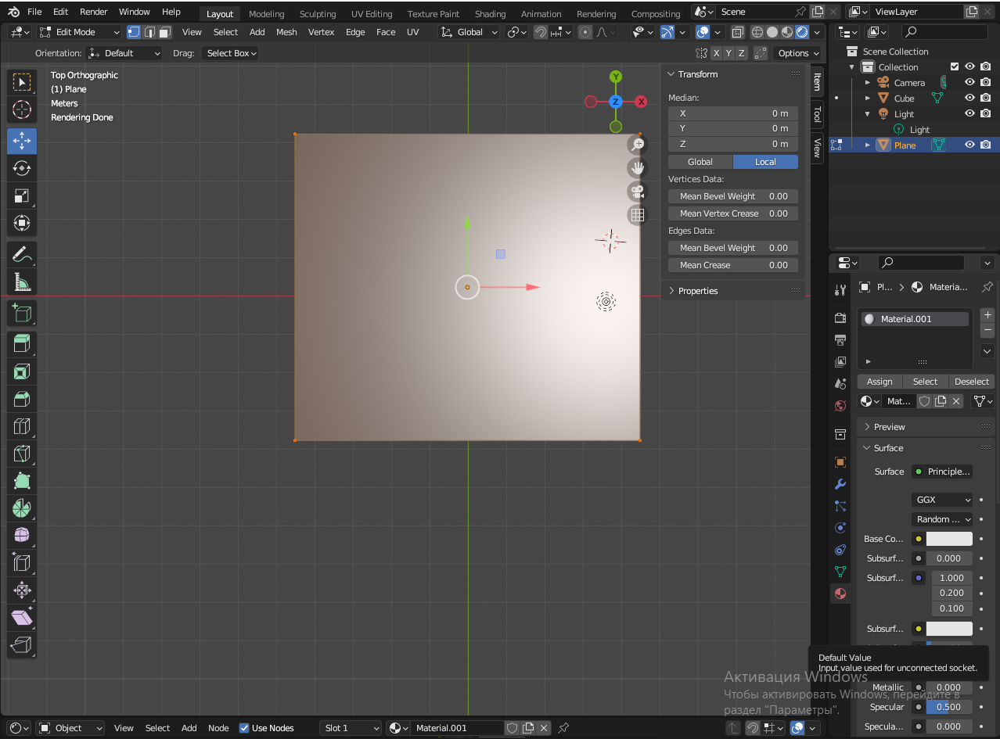 File Edit Render Window Help Layout Modeling Sculpting UV Editing Texture Paint Shading Animation Rendering Compositing Scene ViewLayer
Edit Mode View Select Add Mesh Vertex Edge Face UV Global
Orientation: Default Drag: Select Box X Y Z Options
Top Orthographic
(1) Plane
Meters
Rendering Done
Y
Z
X
Transform
Median:
X 0 m
Y 0 m
Z 0 m
Global Local
Vertices Data:
Mean Bevel Weight 0.00
Mean Vertex Crease 0.00
Edges Data:
Mean Bevel Weight 0.00
Mean Crease 0.00
Properties
Item
Tool
View
Scene Collection
Collection
Camera
Cube
Light
Light
Plane
Pl... Materia...
Material.001
Assign Select Deselect
Mat...
Preview
Surface
Surface Principle...
GGX
Random ...
Base Co...
Subsurf... 0.000
Subsurf... 1.000
0.200
0.100
Subsurf...
Default Value
Input value used for unconnected socket.
Metallic 0.000
Specular 0.500
Specula... 0.000
Активация Windows
Чтобы активировать Windows, перейдите в
раздел "Параметры".
Object View Select Add Node Use Nodes Slot 1 Material.001